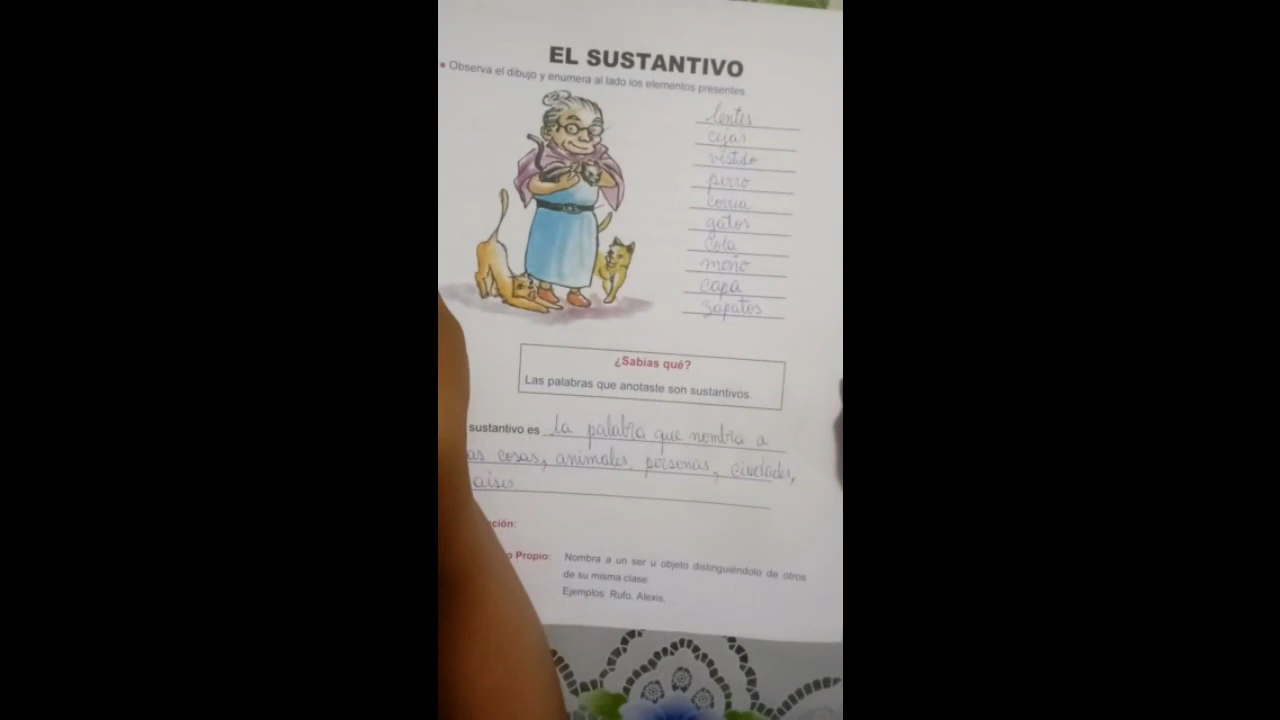 EL SUSTANTIVO
Observa el dibujo y enumera al lado los elementos presentes
lentes
cejas
vestido
perro
correa
gatos
cola
moño
capa
zapatos
¿Sabias qué?
Las palabras que anotaste son sustantivos.
sustantivo es la palabra que nombra a
as cosas, animales, personas, ciudades,
aises
ción:
o Propio: Nombra a un ser u objeto distinguiéndolo de otros
de su misma clase.
Ejemplos: Rufo, Alexis.